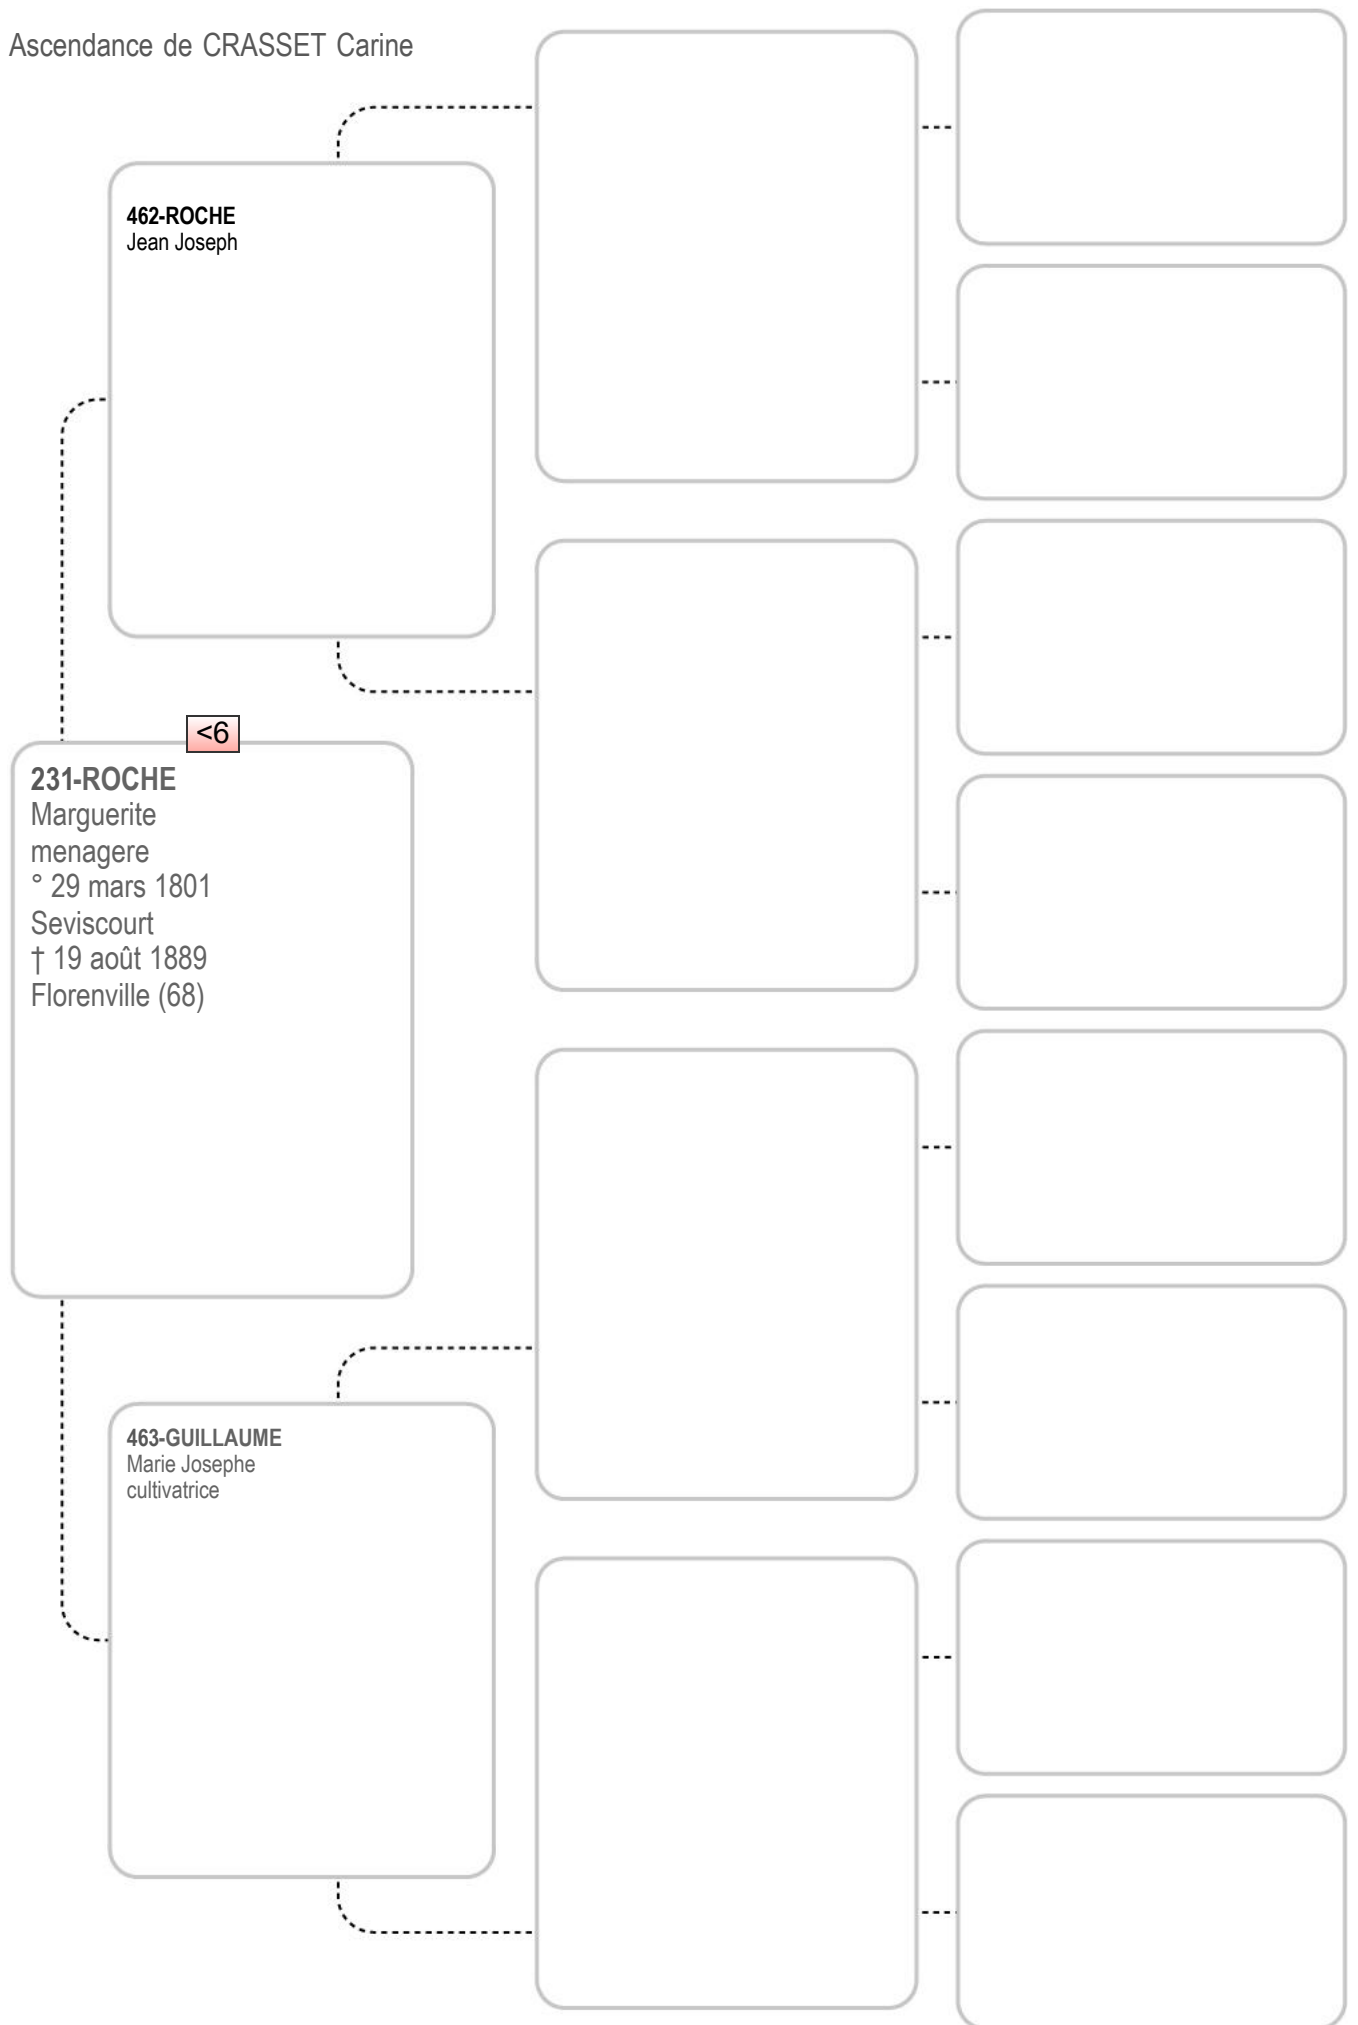 Ascendance de CRASSET Carine
462-ROCHE
Jean Joseph
<6
231-ROCHE
Marguerite
menagere
° 29 mars 1801
Seviscourt
† 19 août 1889
Florenville (68)
463-GUILLAUME
Marie Josephe
cultivatrice